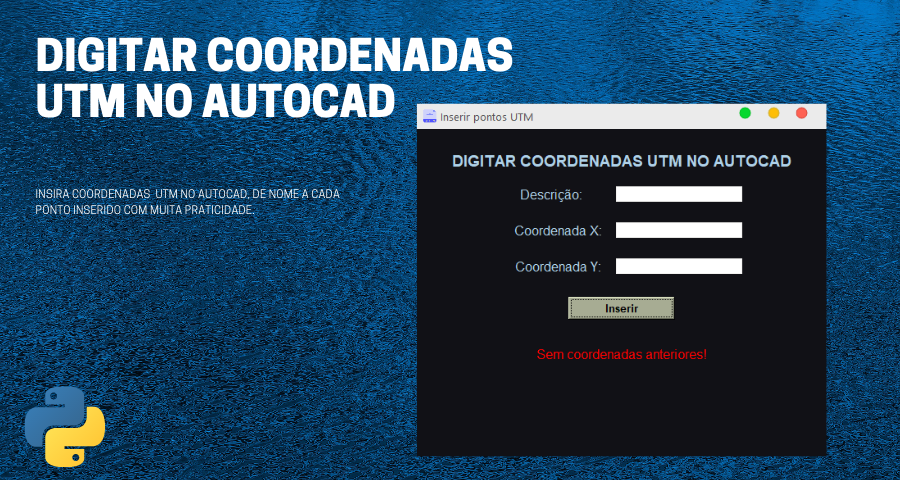 DIGITAR COORDENADAS
UTM NO AUTOCAD
INSIRA COORDENADAS UTM NO AUTOCAD, DE NOME A CADA
PONTO INSERIDO COM MUITA PRATICIDADE.
Inserir pontos UTM
DIGITAR COORDENADAS UTM NO AUTOCAD
Descrição:
Coordenada X:
Coordenada Y:
Inserir
Sem coordenadas anteriores!